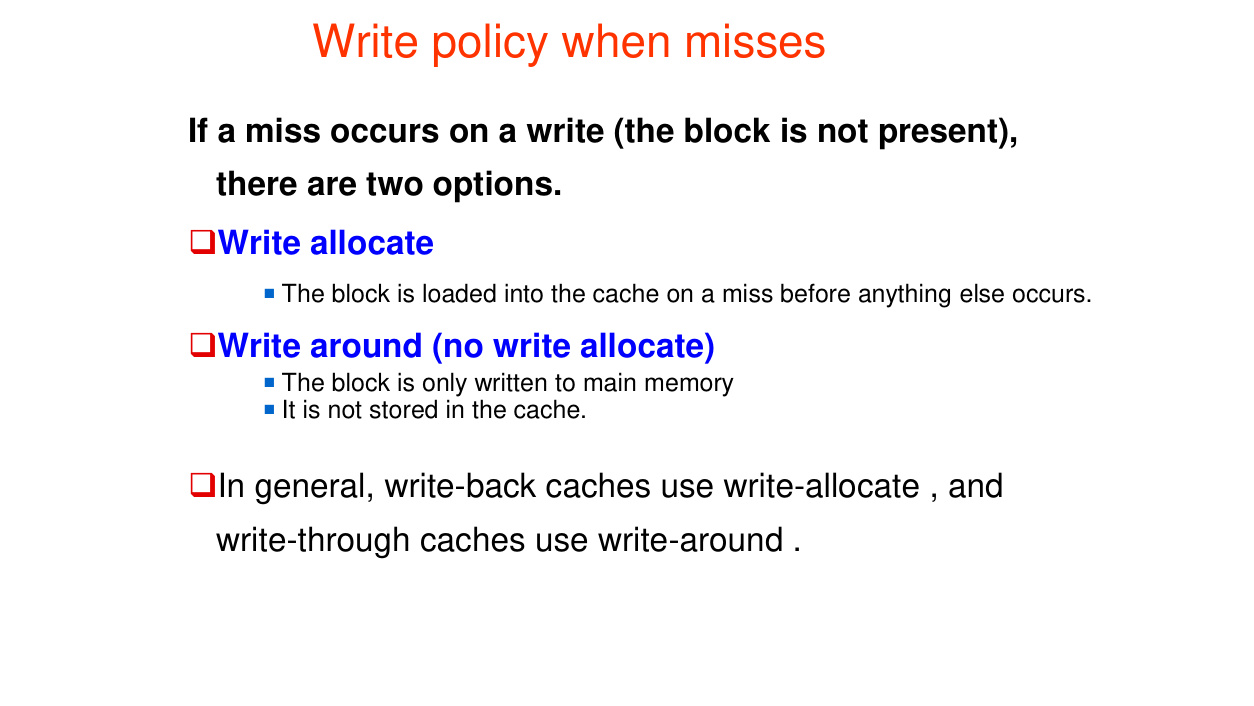 Write policy when misses
If a miss occurs on a write (the block is not present),
there are two options.
❑Write allocate
▪ The block is loaded into the cache on a miss before anything else occurs.
❑Write around (no write allocate)
▪ The block is only written to main memory
▪ It is not stored in the cache.
❑In general, write-back caches use write-allocate , and
write-through caches use write-around .